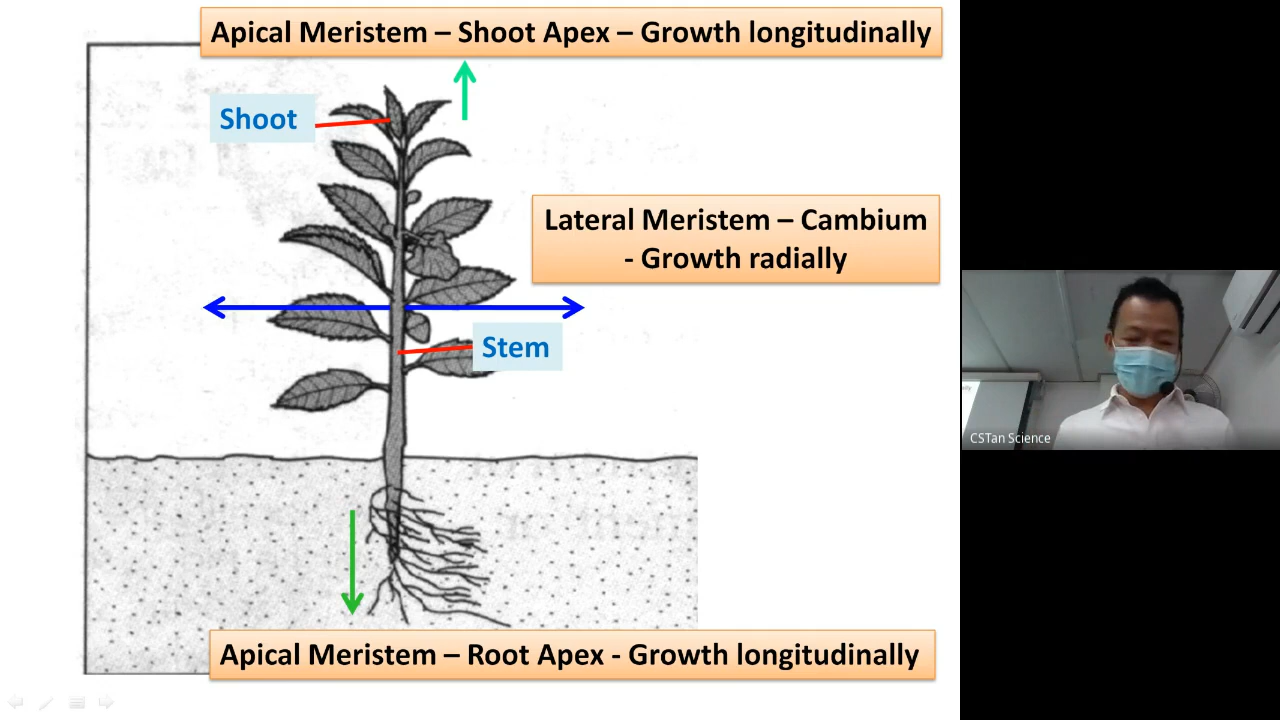 Apical Meristem – Shoot Apex – Growth longitudinally
Shoot
Lateral Meristem – Cambium
- Growth radially
Stem
CSTan Science
Apical Meristem – Root Apex - Growth longitudinally